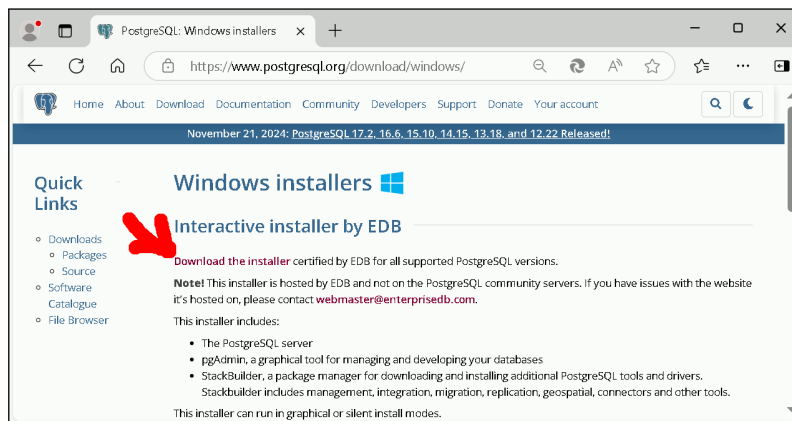 PostgreSQL: Windows installers
https://www.postgresql.org/download/windows/
Home About Download Documentation Community Developers Support Donate Your account
November 21, 2024: PostgreSQL 17.2, 16.6, 15.10, 14.15, 13.18, and 12.22 Released!
Quick
Links
Downloads
Packages
Source
Software
Catalogue
File Browser
Windows installers
Interactive installer by EDB
Download the installer certified by EDB for all supported PostgreSQL versions.
Note! This installer is hosted by EDB and not on the PostgreSQL community servers. If you have issues with the website
it's hosted on, please contact webmaster@enterprisedb.com.
This installer includes:
The PostgreSQL server
pgAdmin, a graphical tool for managing and developing your databases
StackBuilder, a package manager for downloading and installing additional PostgreSQL tools and drivers.
Stackbuilder includes management, integration, migration, replication, geospatial, connectors and other tools.
This installer can run in graphical or silent install modes.